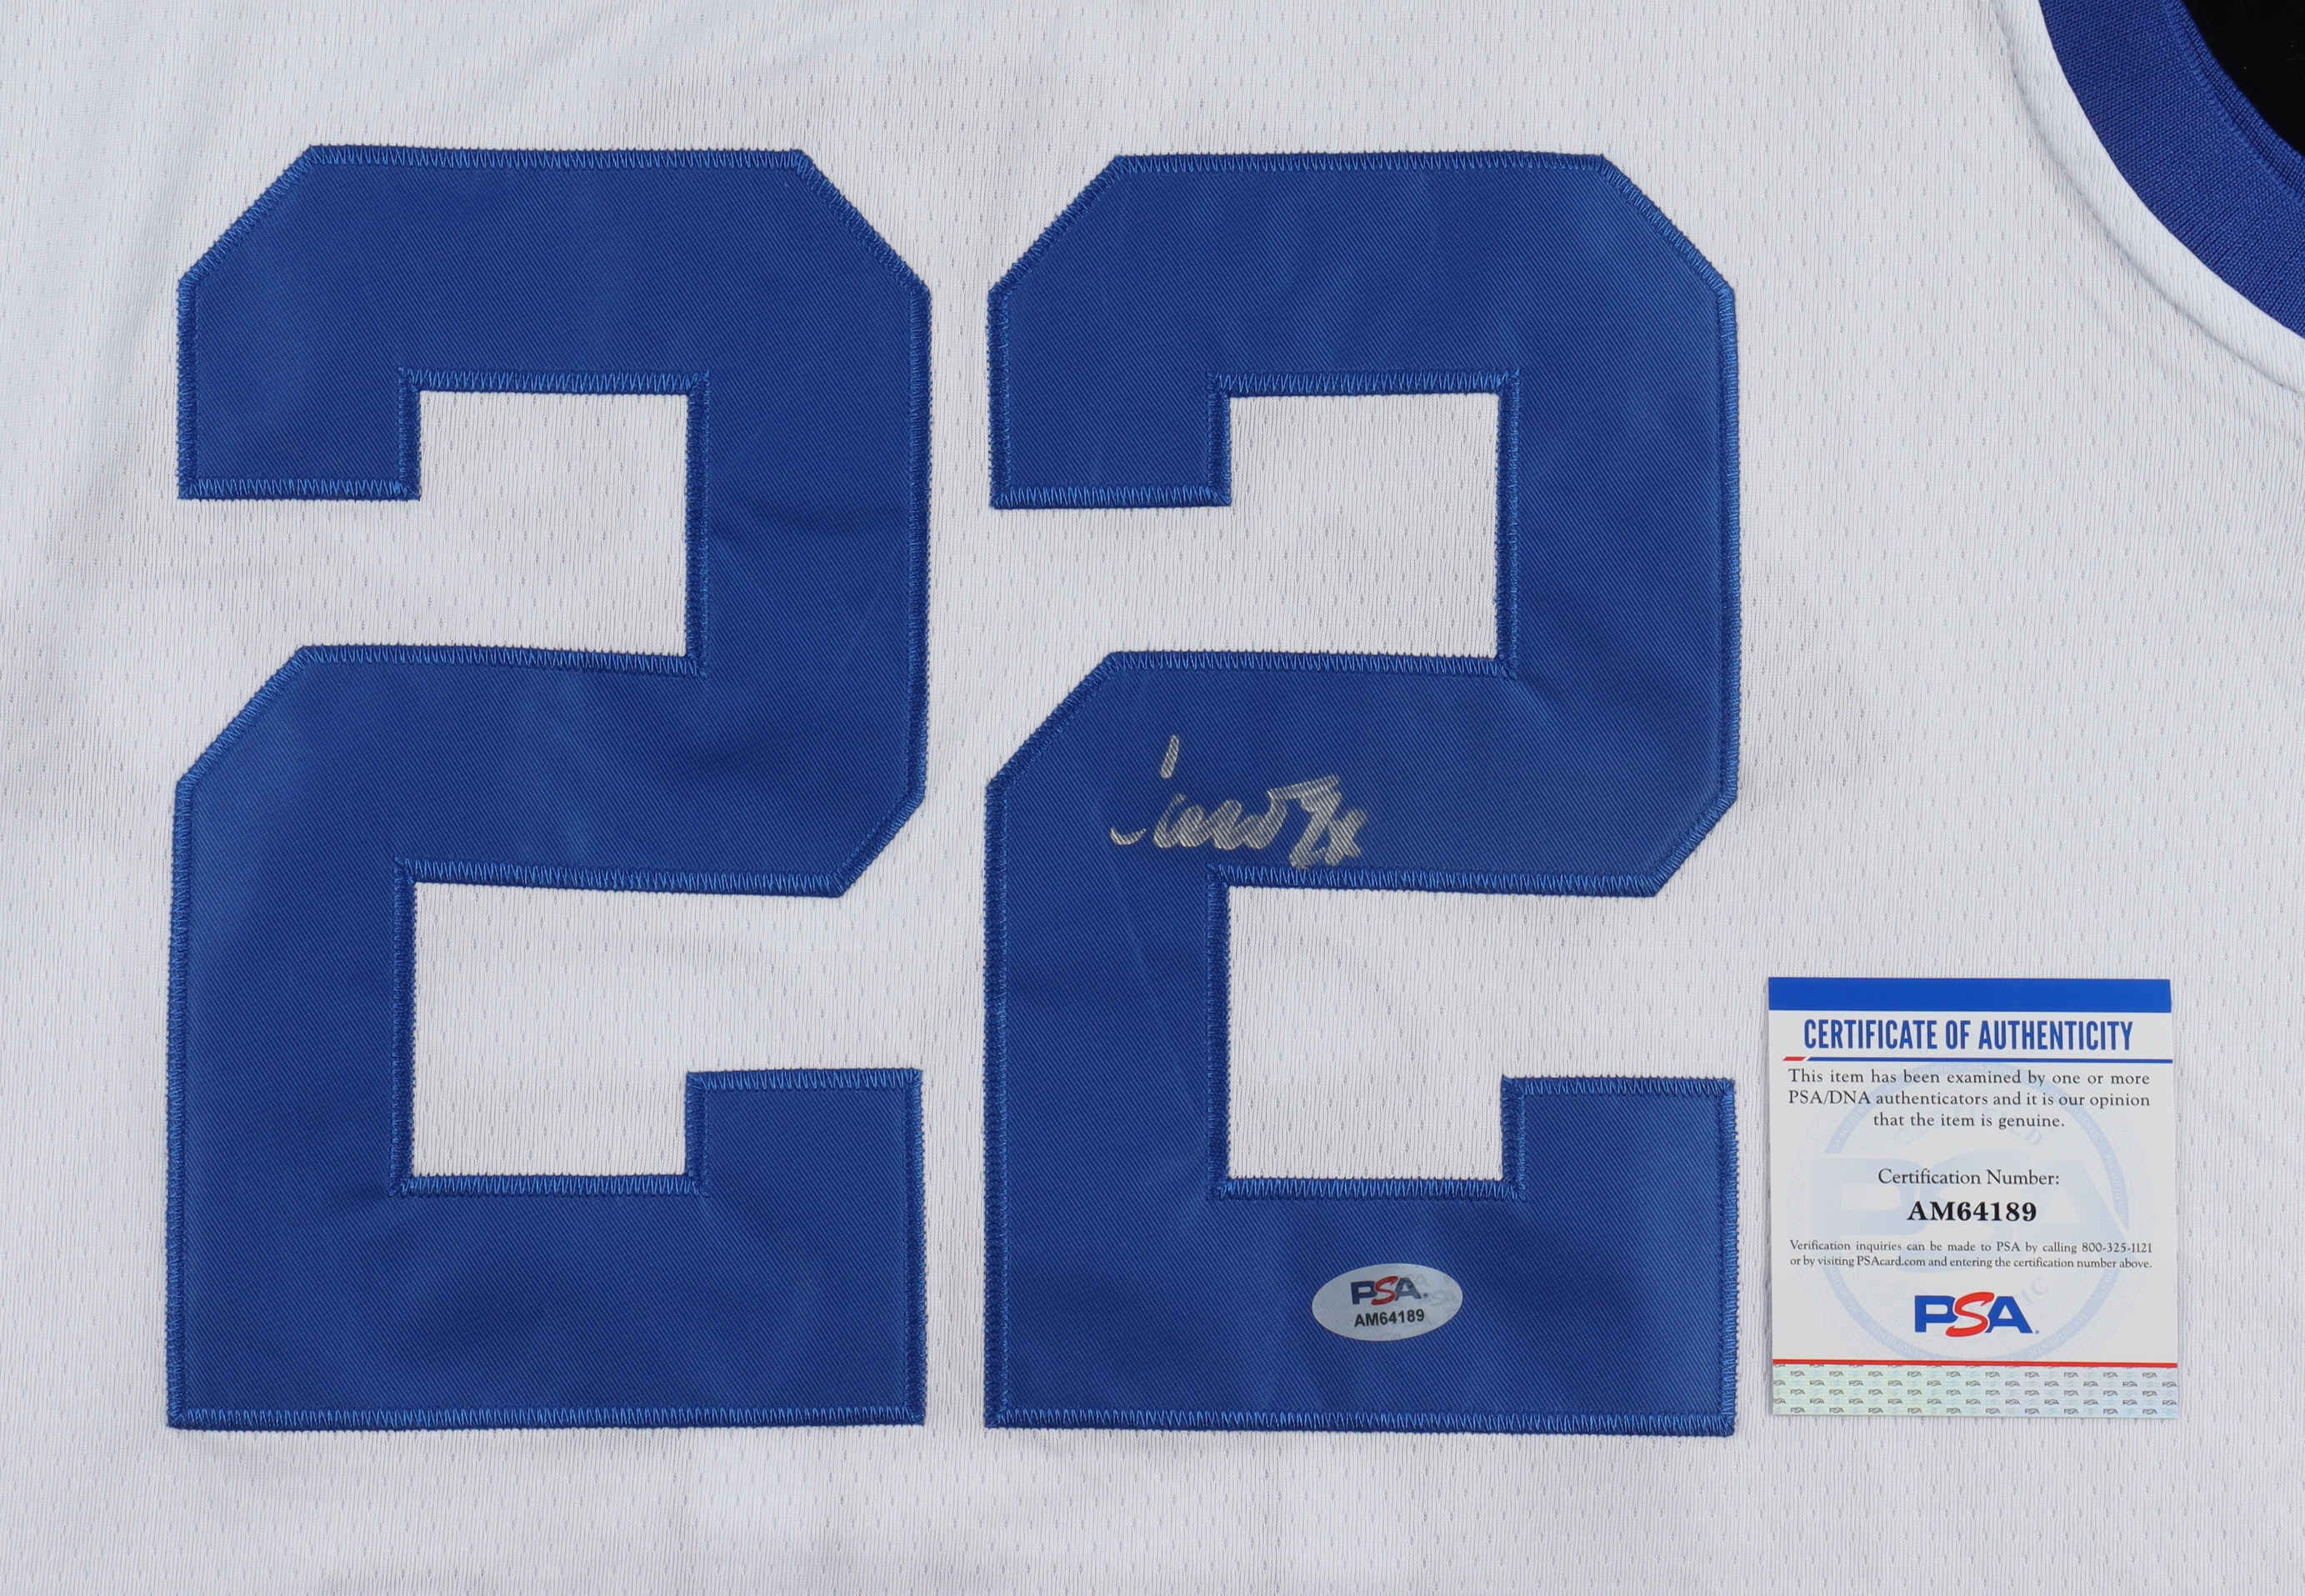 22
CERTIFICATE OF AUTHENTICITY
This item has been examined by one or more
PSA/DNA authenticators and it is our opinion
that the item is genuine.
Certification Number:
AM64189
Verification inquiries can be made to PSA by calling 800-325-1121
or by visiting PSAcard.com and entering the certification number above.
PSA
PSA
AM64189